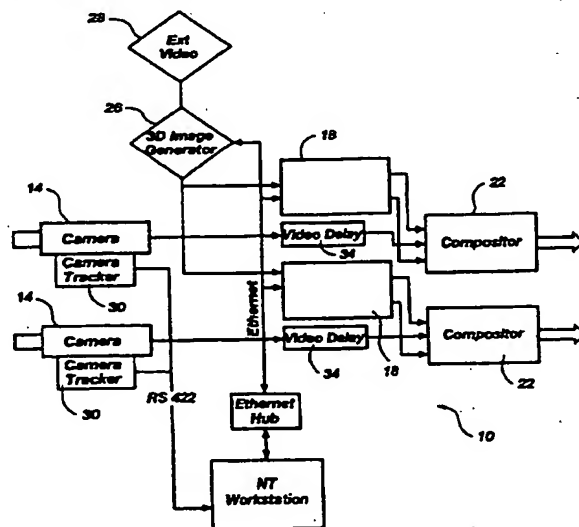 28
Ext
Video
26
3D Image
Generator
18
14
22
Camera
Video Delay
Compositor
Camera
Tracker
34
30
14
Ethernet
Camera
Video Delay
Compositor
Camera
Tracker
34
18
22
30
RS 422
Ethernet
Hub
10
NT
Workstation